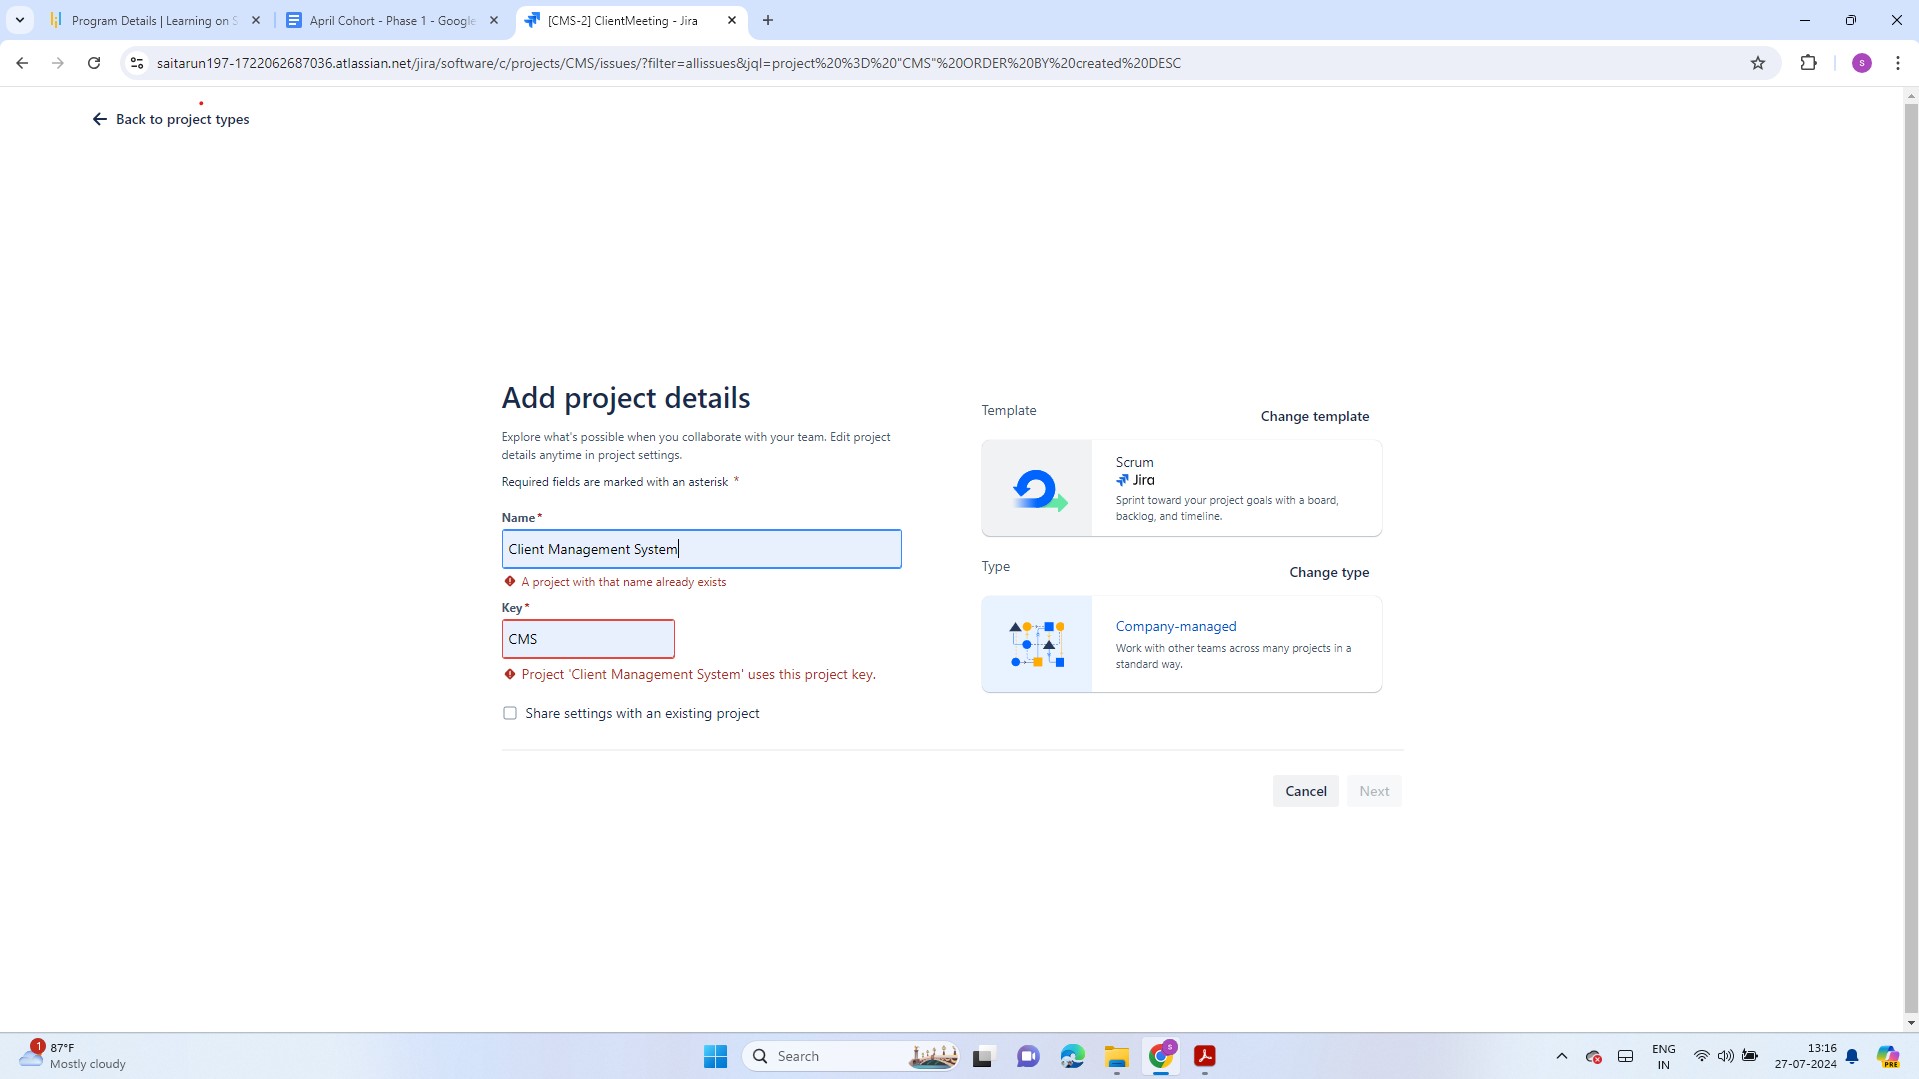 Program Details | Learning on S
April Cohort - Phase 1 - Google
[CMS-2] ClientMeeting - Jira
saitarun197-1722062687036.atlassian.net/jira/software/c/projects/CMS/issues/?filter=allissues&jql=project%20%3D%20"CMS"%20ORDER%20BY%20created%20DESC
S
Back to project types
Add project details
Explore what's possible when you collaborate with your team. Edit project
details anytime in project settings.
Required fields are marked with an asterisk *
Name *
Client Management System
A project with that name already exists
Key *
CMS
Project 'Client Management System' uses this project key.
Share settings with an existing project
Template
Change template
Scrum
Jira
Sprint toward your project goals with a board,
backlog, and timeline.
Type
Change type
Company-managed
Work with other teams across many projects in a
standard way.
Cancel
Next
1
87°F
Mostly cloudy
Search
S
ENG
IN
13:16
27-07-2024
PRE